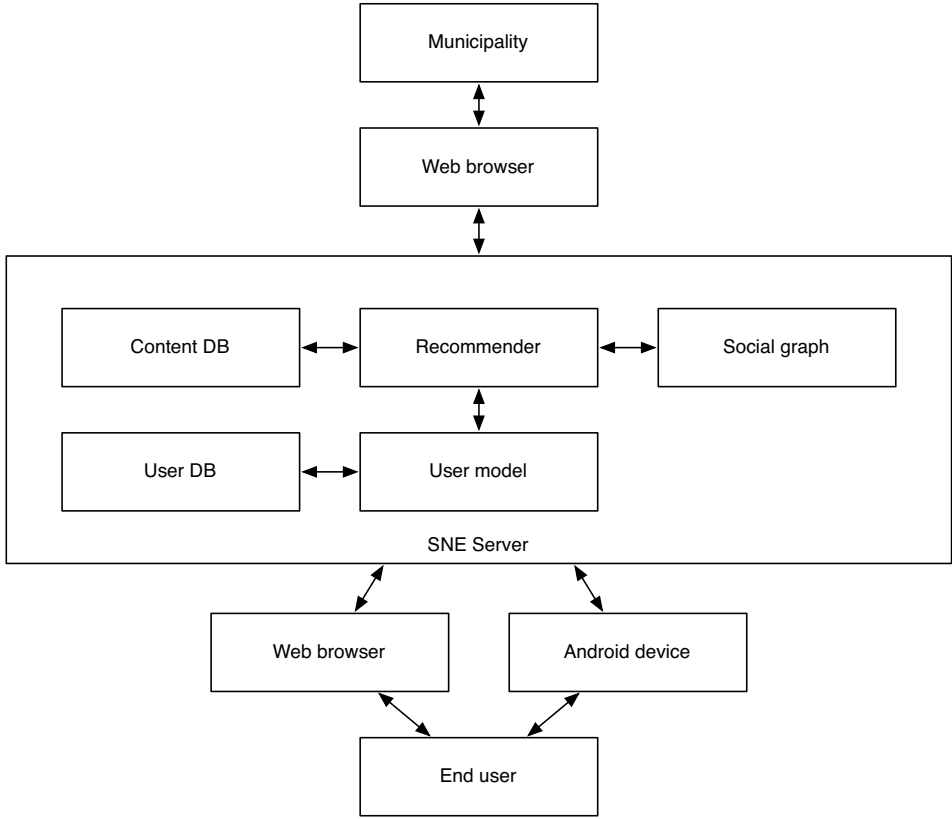 Municipality
Web browser
Content DB
Recommender
Social graph
User DB
User model
SNE Server
Web browser
Android device
End user